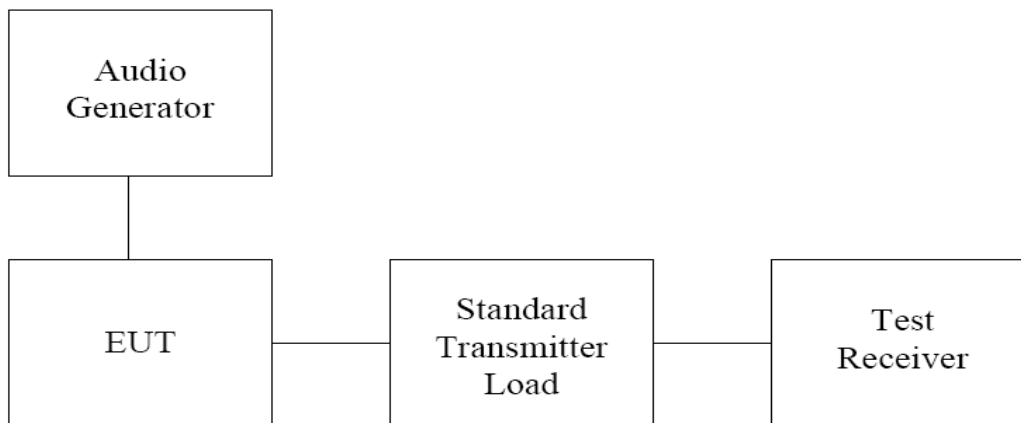 Audio
Generator
EUT
Standard
Transmitter
Load
Test
Receiver